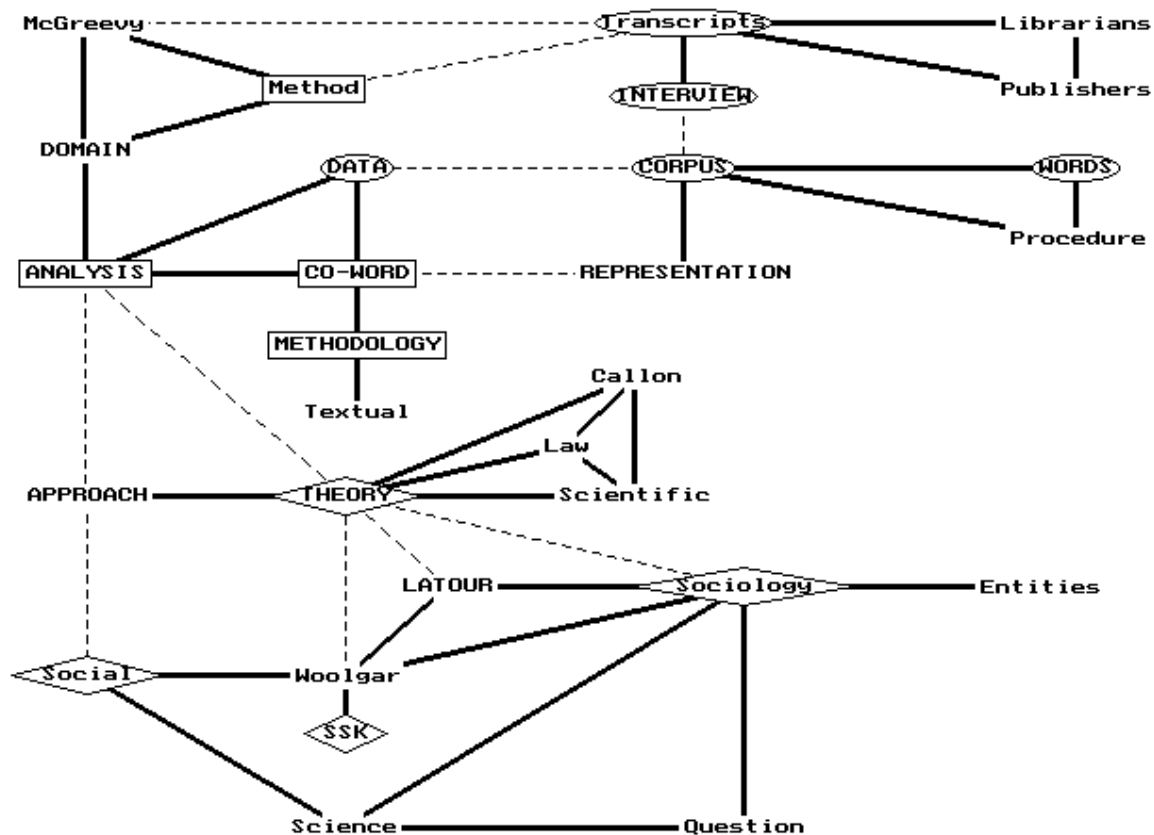 McGreevy
Transcripts
Librarians
Method
INTERVIEW
Publishers
DOMAIN
DATA
CORPUS
WORDS
Procedure
ANALYSIS
CO-WORD
REPRESENTATION
METHODOLOGY
Callon
Textual
Law
APPROACH
THEORY
Scientific
LATOUR
Sociology
Entities
Social
Woolgar
SSK
Science
Question